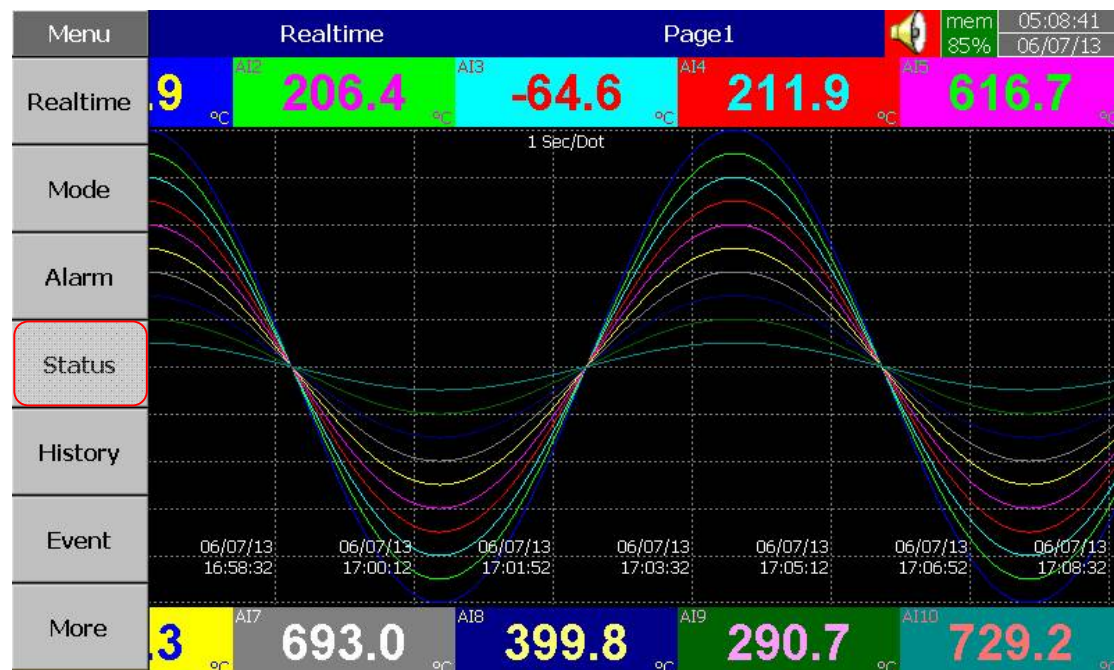 Menu Realtime Page1 mem 05:08:41
85% 06/07/13
Realtime .9 °C AI2 206.4 °C AI3 -64.6 °C AI4 211.9 °C AI5 616.7 °C
1 Sec/Dot
Mode
Alarm
Status
History
Event
06/07/13 06/07/13 06/07/13 06/07/13 06/07/13 06/07/13 06/07/13
16:58:32 17:00:12 17:01:52 17:03:32 17:05:12 17:06:52 17:08:32
More .3 °C AI7 693.0 °C AI8 399.8 °C AI9 290.7 °C AI10 729.2 °C